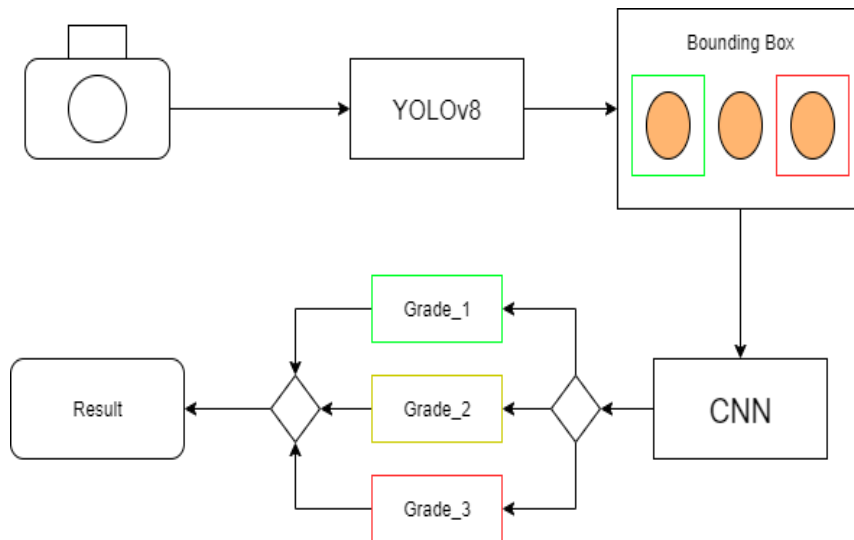 YOLOv8
Bounding Box
Grade_1
Grade_2
Grade_3
Result
CNN